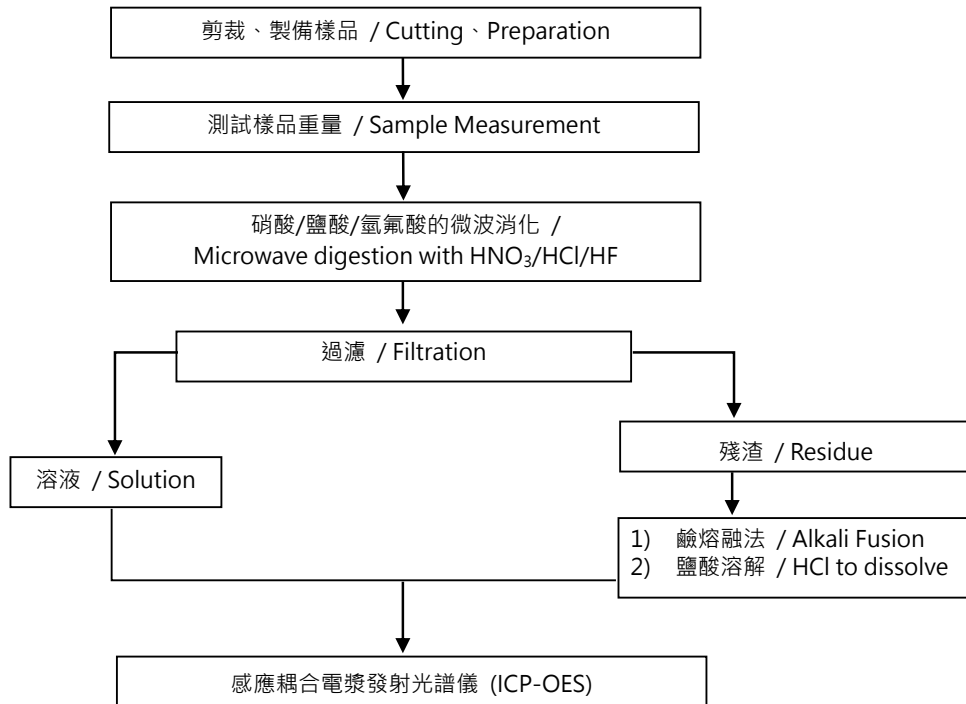 剪裁、製備樣品 / Cutting、Preparation
測試樣品重量 / Sample Measurement
硝酸/鹽酸/氫氟酸的微波消化 /
Microwave digestion with HNO₃/HCl/HF
過濾 / Filtration
溶液 / Solution
殘渣 / Residue
1) 鹼熔融法 / Alkali Fusion
2) 鹽酸溶解 / HCl to dissolve
感應耦合電漿發射光譜儀 (ICP-OES)